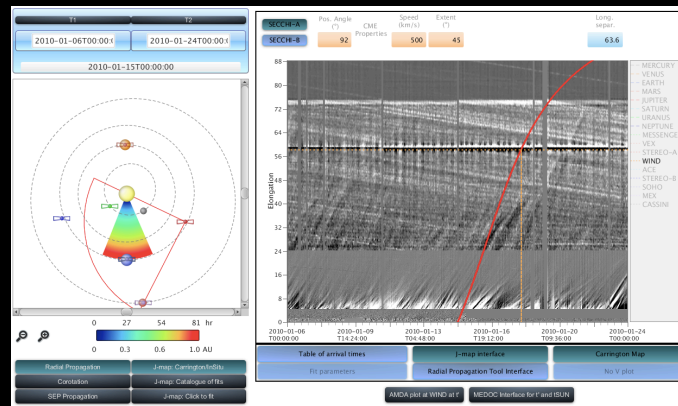 T1 T2
2010-01-06T00:00:0 2010-01-24T00:00:0
2010-01-15T00:00:00
0 27 54 81 hr
0 0.3 0.6 1.0 AU
Radial Propagation J-map: Carrington/InSitu
Corotation J-map: Catalogue of fits
SEP Propagation J-map: Click to fit
SECCHI-A
SECCHI-B
Pos. Angle (°)
92
CME Properties
Speed (km/s)
500
Extent (°)
45
Long. separ.
63.6
Elongation
88
80
72
64
56
48
40
32
24
16
8
0
2010-01-06 2010-01-09 2010-01-13 2010-01-16 2010-01-20 2010-01-24
T00:00:00 T14:24:00 T04:48:00 T19:12:00 T09:36:00 T00:00:00
MERCURY
VENUS
EARTH
MARS
JUPITER
SATURN
URANUS
NEPTUNE
MESSENGE
VEX
STEREO-A
WIND
ACE
STEREO-B
SOHO
MEX
CASSINI
Table of arrival times J-map interface Carrington Map
Fit parameters Radial Propagation Tool Interface No V plot
AMDA plot at WIND at t' MEDOC Interface for t' and tSUN